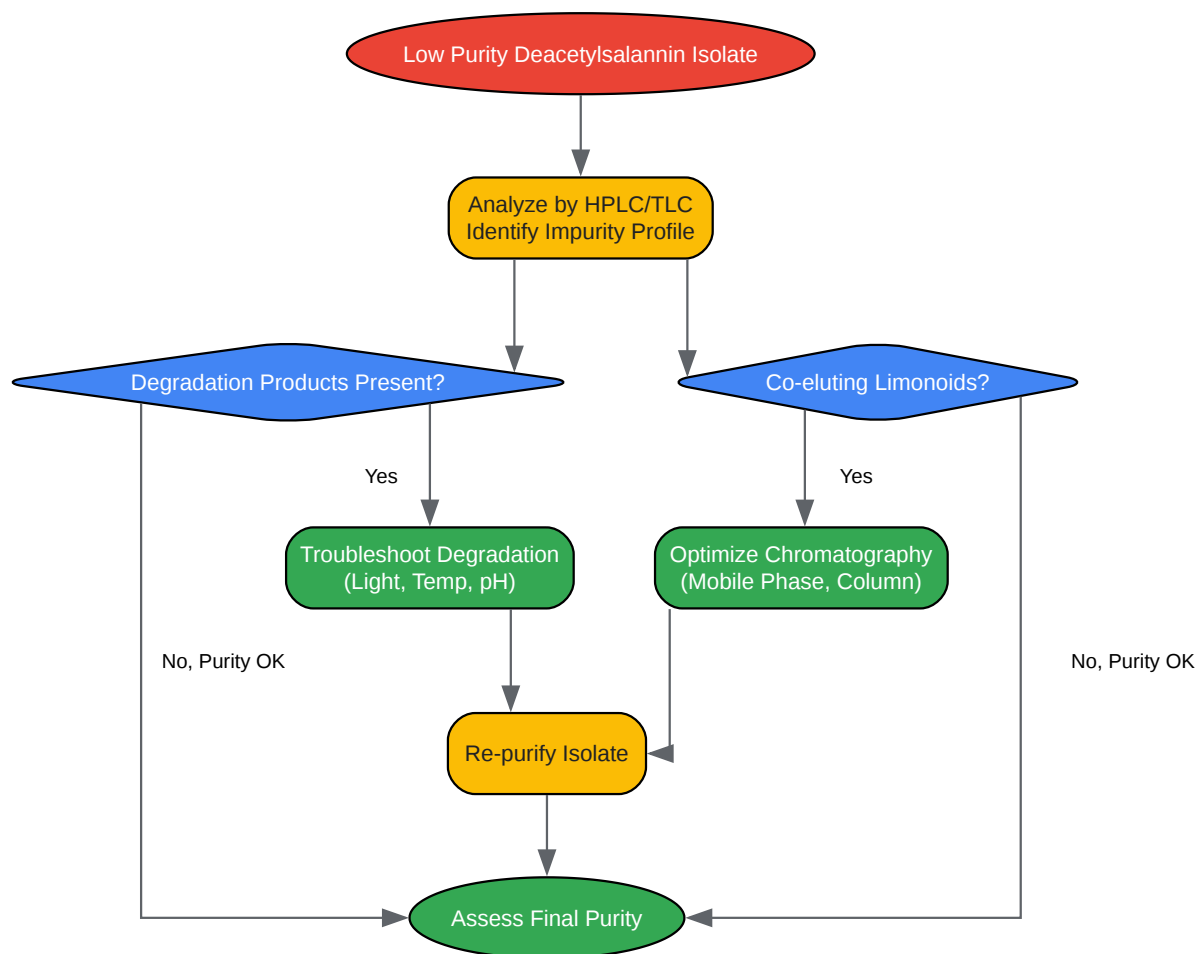 Low Purity Deacetylsalannin Isolate
Analyze by HPLC/TLC
Identify Impurity Profile
Degradation Products Present?
Co-eluting Limonoids?
Yes
Yes
Troubleshoot Degradation
(Light, Temp, pH)
Optimize Chromatography
(Mobile Phase, Column)
No, Purity OK
No, Purity OK
Re-purify Isolate
Assess Final Purity